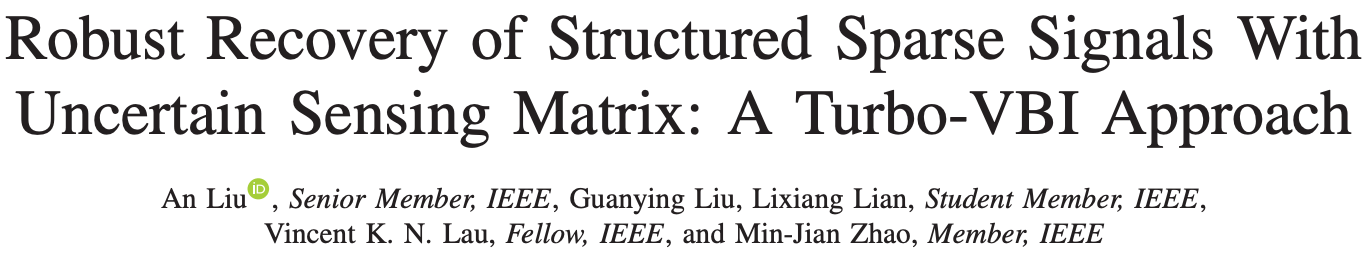 Robust Recovery of Structured Sparse Signals With
Uncertain Sensing Matrix: A Turbo-VBI Approach
An Liu iD, Senior Member, IEEE, Guanying Liu, Lixiang Lian, Student Member, IEEE,
Vincent K. N. Lau, Fellow, IEEE, and Min-Jian Zhao, Member, IEEE